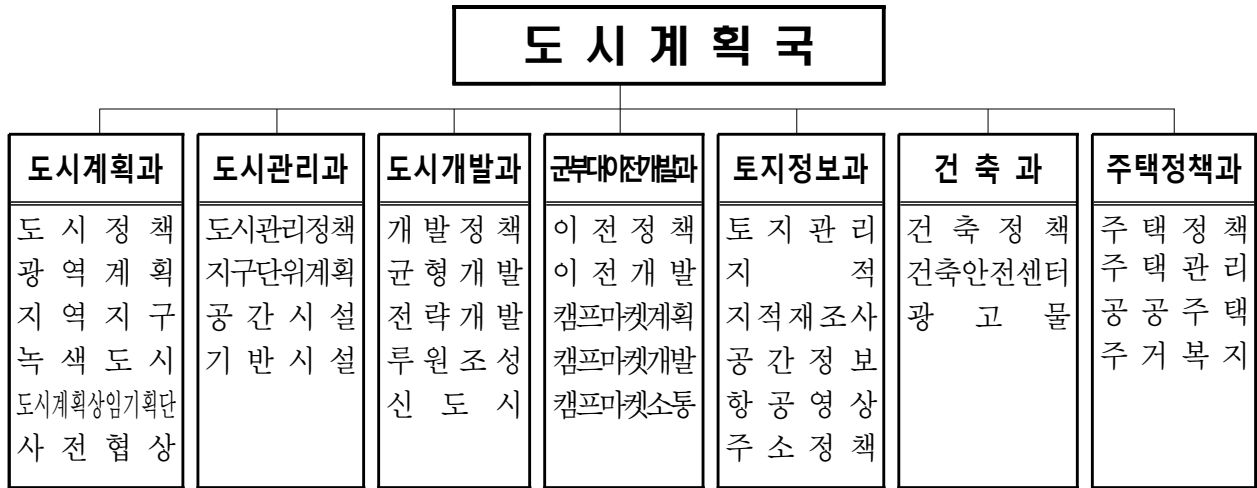 도 시 계 획 국
도시계획과
도 시 정 책
광 역 계 획
지 역 지 구
녹 색 도 시
도시계획상임기획단
사 전 협 상
도시관리과
도시관리정책
지구단위계획
공 간 시 설
기 반 시 설
도시개발과
개 발 정 책
균 형 개 발
전 략 개 발
루 원 조 성
신 도 시
군부대이전개발과
이 전 정 책
이 전 개 발
캠프마켓계획
캠프마켓개발
캠프마켓소통
토지정보과
토 지 관 리
지 적
지 적 재 조 사
공 간 정 보
항 공 영 상
주 소 정 책
건 축 과
건 축 정 책
건축안전센터
광 고 물
주택정책과
주 택 정 책
주 택 관 리
공 공 주 택
주 거 복 지